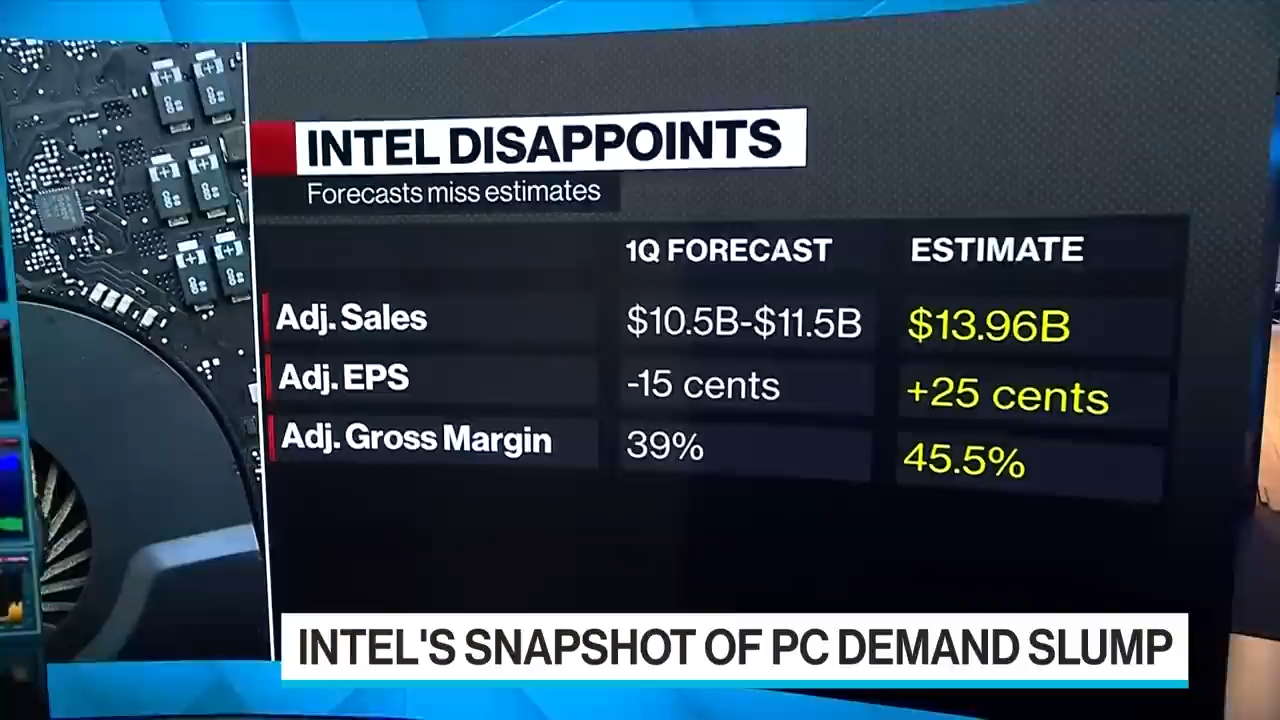 INTEL DISAPPOINTS
Forecasts miss estimates
1Q FORECAST ESTIMATE
Adj. Sales $10.5B-$11.5B $13.96B
Adj. EPS -15 cents +25 cents
Adj. Gross Margin 39% 45.5%
INTEL'S SNAPSHOT OF PC DEMAND SLUMP